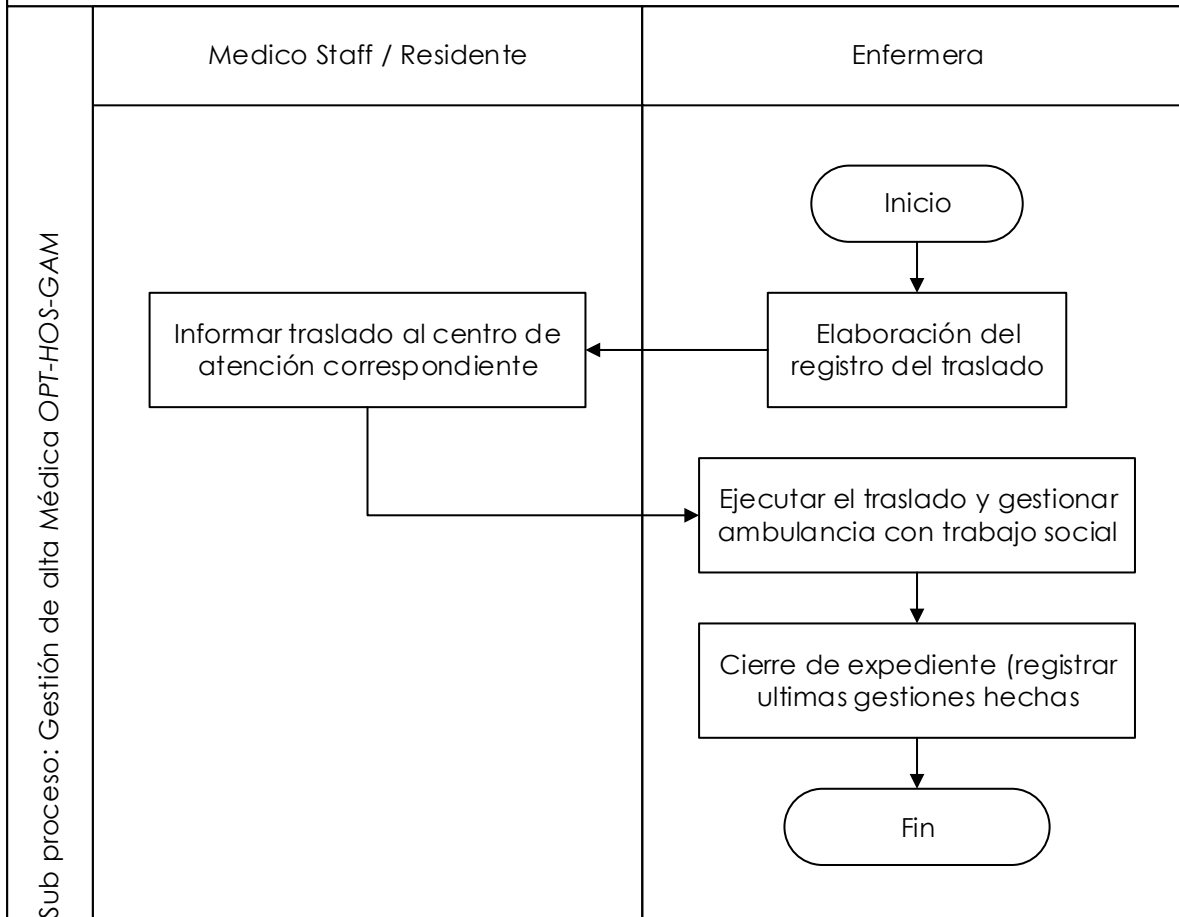 Sub proceso: Gestión de alta Médica OPT-HOS-GAM
Medico Staff / Residente
Enfermera
Inicio
Elaboración del
registro del traslado
Informar traslado al centro de
atención correspondiente
Ejecutar el traslado y gestionar
ambulancia con trabajo social
Cierre de expediente (registrar
ultimas gestiones hechas
Fin